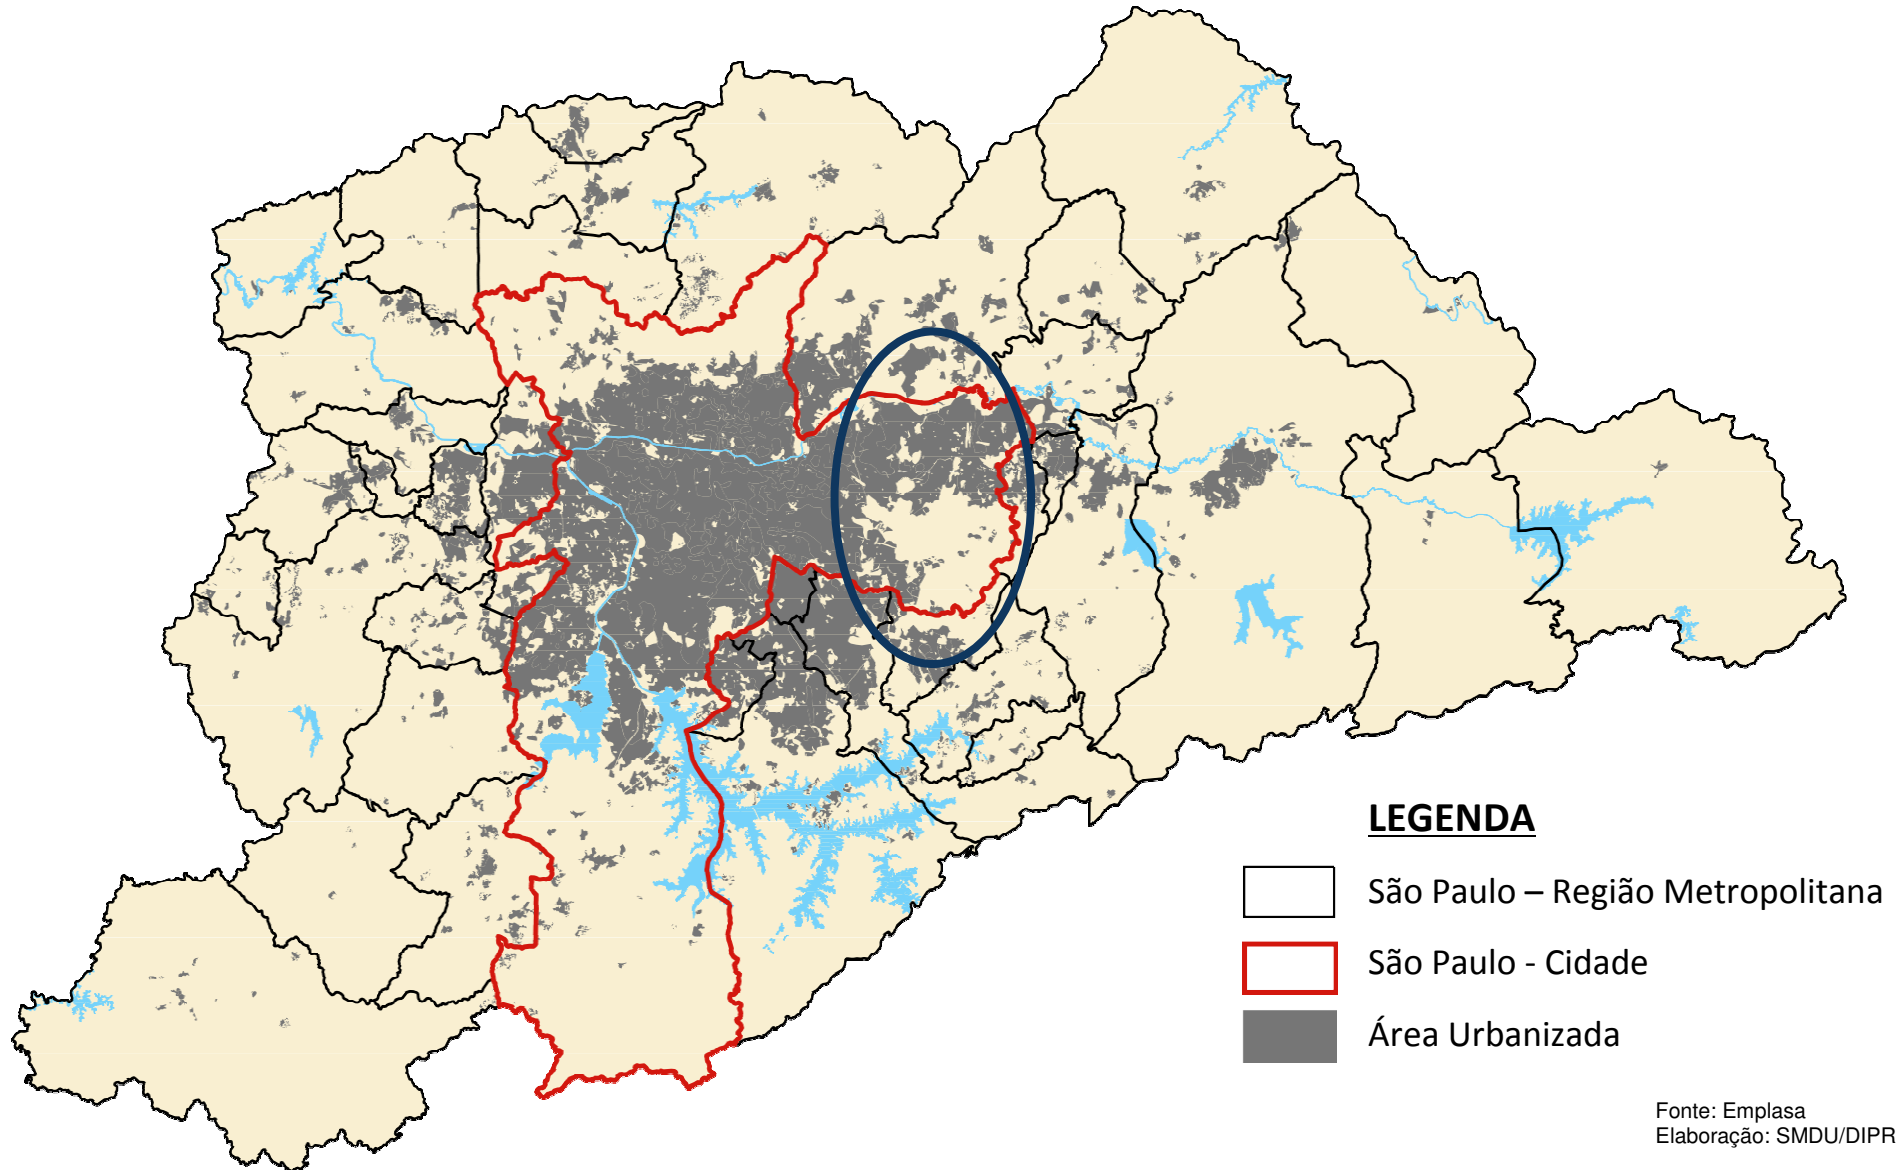 LEGENDA
São Paulo – Região Metropolitana
São Paulo - Cidade
Área Urbanizada
Fonte: Emplasa
Elaboração: SMDU/DIPR